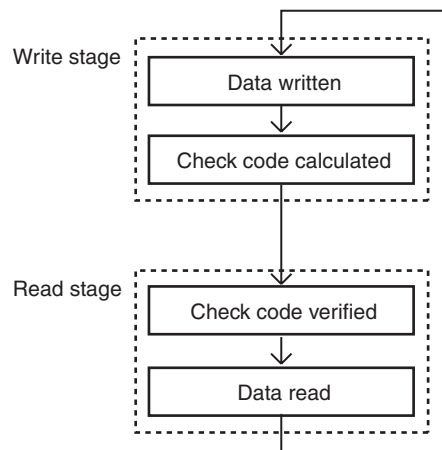 Write stage
Data written
Check code calculated
Read stage
Check code verified
Data read